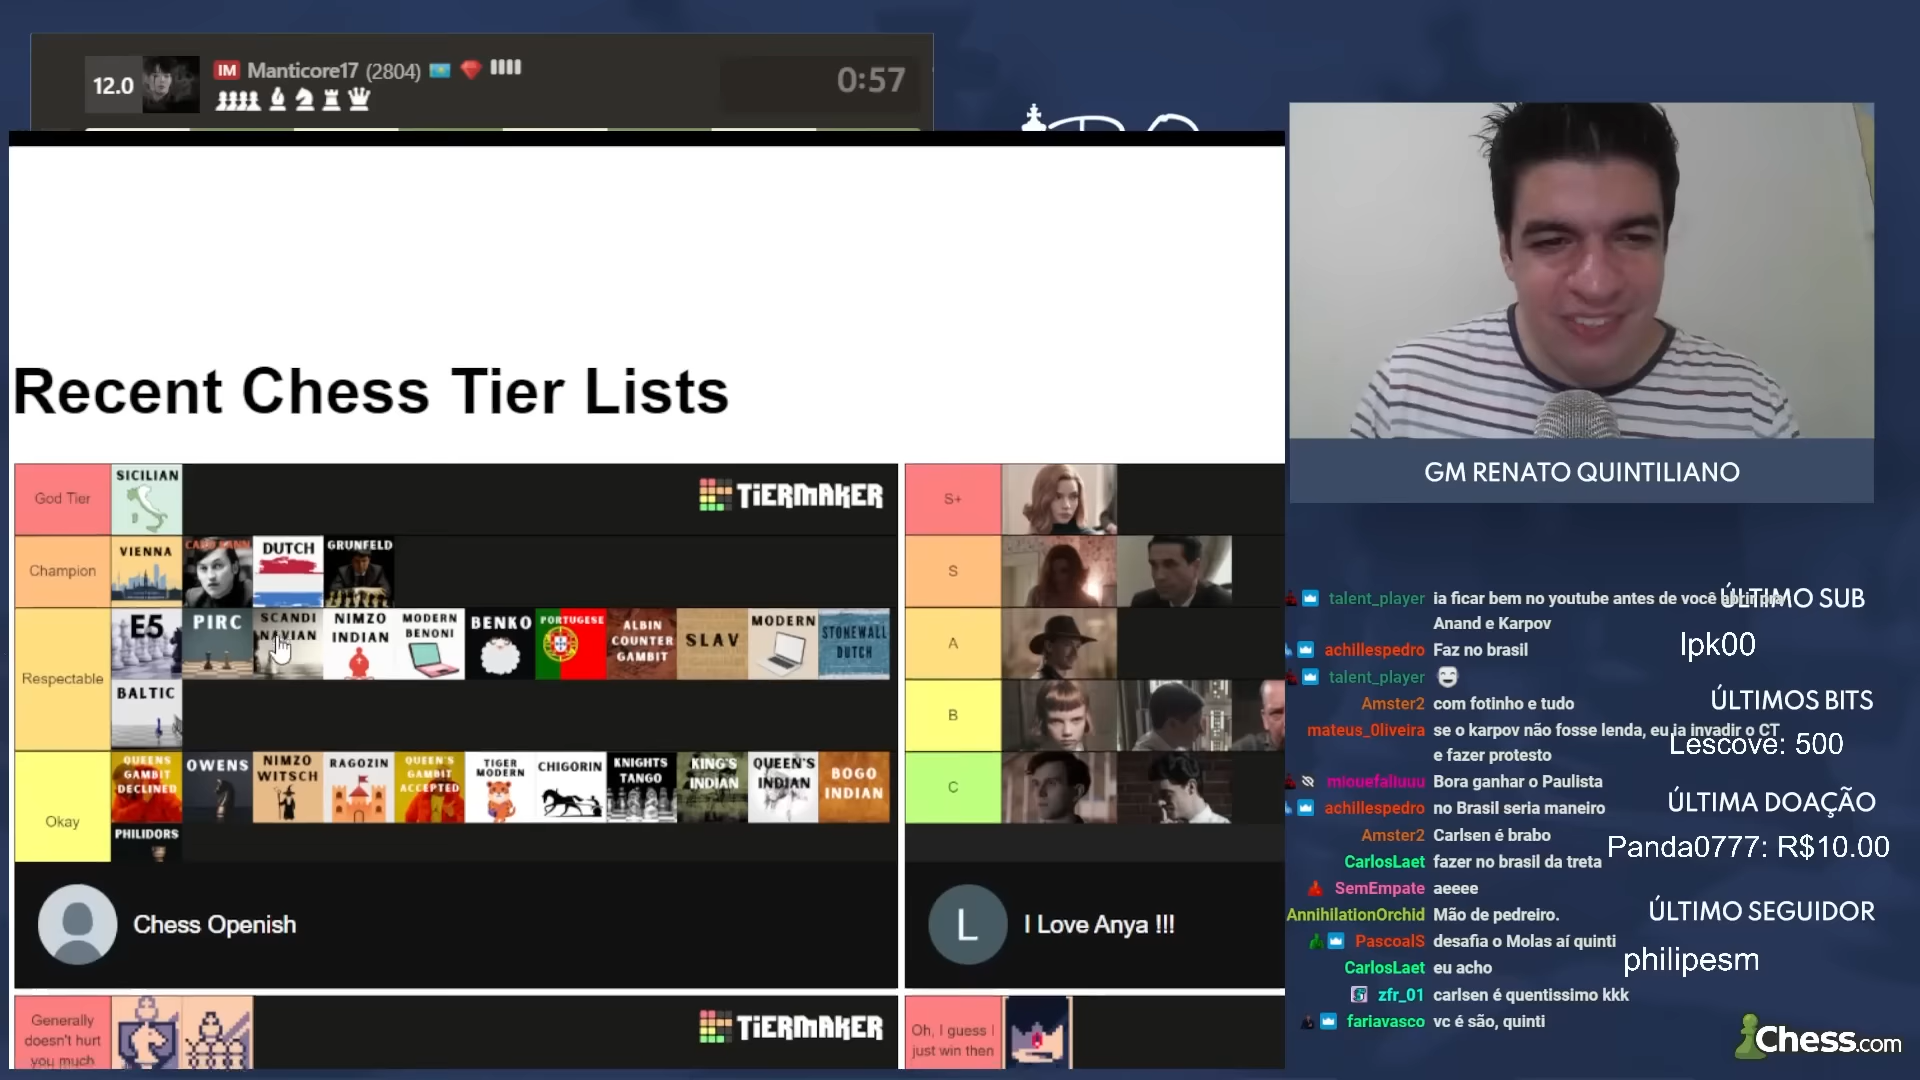 12.0
IM Manticore17 (2804)
0:57
Recent Chess Tier Lists
God Tier
SICILIAN
TiERMAKER
Champion
VIENNA
CARO KANN
DUTCH
GRUNFELD
Respectable
E5
PIRC
SCANDI
NAVIAN
NIMZO
INDIAN
MODERN
BENONI
BENKO
PORTUGESE
ALBIN
COUNTER
GAMBIT
SLAV
MODERN
STONEWALL
DUTCH
BALTIC
Okay
QUEENS
GAMBIT
DECLINED
OWENS
NIMZO
WITSCH
RAGOZIN
QUEEN'S
GAMBIT
ACCEPTED
TIGER
MODERN
CHIGORIN
KNIGHTS
TANGO
KING'S
INDIAN
QUEEN'S
INDIAN
BOGO
INDIAN
PHILIDORS
Chess Openish
S+
S
A
B
C
L
I Love Anya !!!
Generally
doesn't hurt
you much
TiERMAKER
Oh, I guess I
just win then
GM RENATO QUINTILIANO
talent_player ia ficar bem no youtube antes de você
Anand e Karpov
achillespedro Faz no brasil
talent_player
Amster2 com fotinho e tudo
mateus_0liveira se o karpov não fosse lenda, eu ia invadir o CT
e fazer protesto
miouefalluuu Bora ganhar o Paulista
achillespedro no Brasil seria maneiro
Amster2 Carlsen é brabo
CarlosLaet fazer no brasil da treta
SemEmpate aeeee
AnnihilationOrchid Mão de pedreiro.
PascoalS desafia o Molas aí quinti
CarlosLaet eu acho
zfr_01 carlsen é quentissimo kkk
fariavasco vc é são, quinti
ÚLTIMO SUB
lpk00
ÚLTIMOS BITS
Lescove: 500
ÚLTIMA DOAÇÃO
Panda0777: R$10.00
ÚLTIMO SEGUIDOR
philipesm
Chess.com